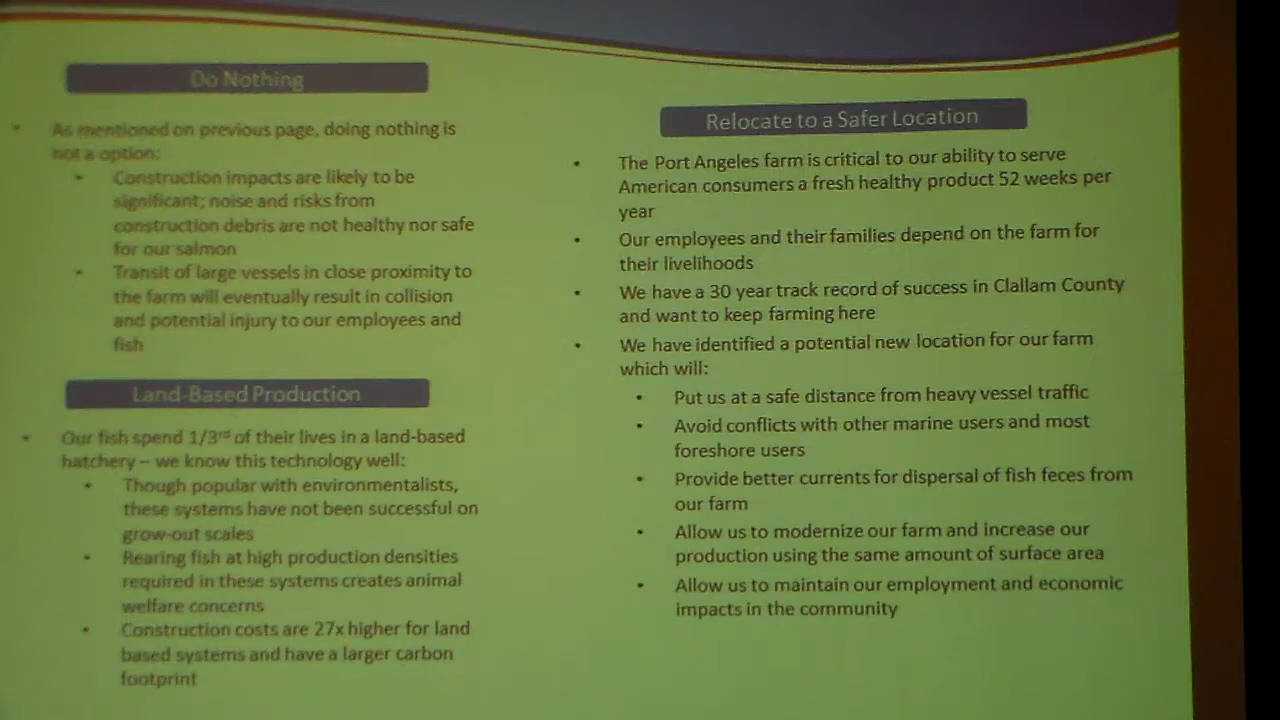 Do Nothing
• As mentioned on previous page, doing nothing is
not a option:
• Construction impacts are likely to be
significant; noise and risks from
construction debris are not healthy nor safe
for our salmon
• Transit of large vessels in close proximity to
the farm will eventually result in collision
and potential injury to our employees and
fish
Land-Based Production
• Our fish spend 1/3rd of their lives in a land-based
hatchery – we know this technology well:
• Though popular with environmentalists,
these systems have not been successful on
grow-out scales
• Rearing fish at high production densities
required in these systems creates animal
welfare concerns
• Construction costs are 27x higher for land
based systems and have a larger carbon
footprint
Relocate to a Safer Location
• The Port Angeles farm is critical to our ability to serve
American consumers a fresh healthy product 52 weeks per
year
• Our employees and their families depend on the farm for
their livelihoods
• We have a 30 year track record of success in Clallam County
and want to keep farming here
• We have identified a potential new location for our farm
which will:
• Put us at a safe distance from heavy vessel traffic
• Avoid conflicts with other marine users and most
foreshore users
• Provide better currents for dispersal of fish feces from
our farm
• Allow us to modernize our farm and increase our
production using the same amount of surface area
• Allow us to maintain our employment and economic
impacts in the community